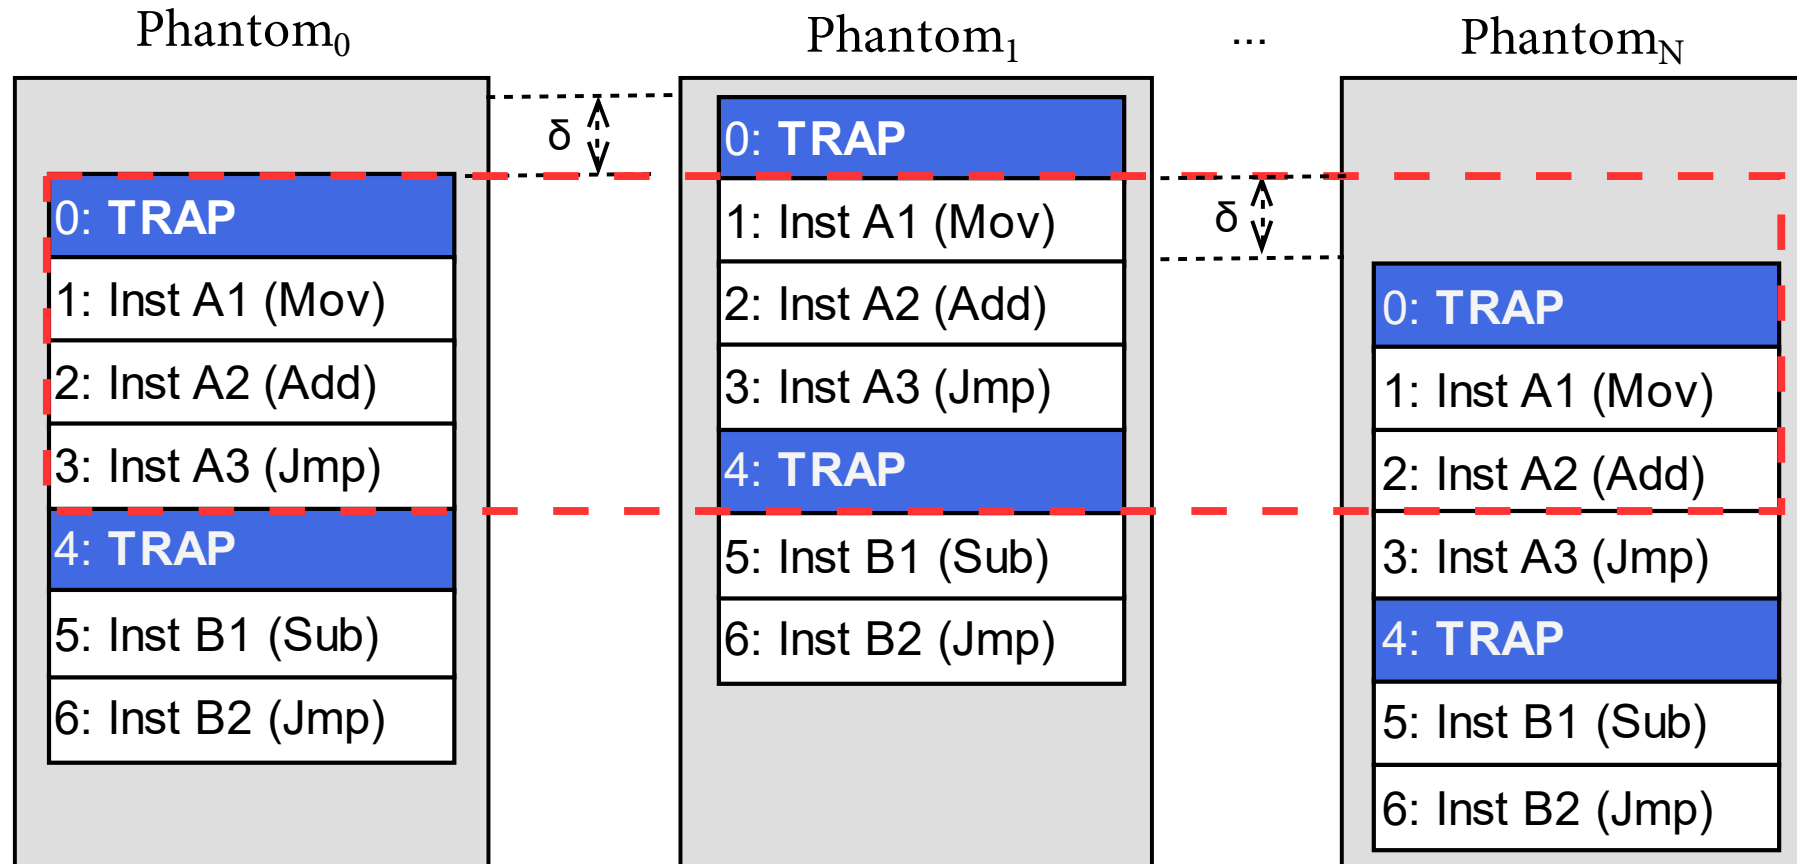 Phantom₀
Phantom₁
...
Phantom_N
0: TRAP
1: Inst A1 (Mov)
2: Inst A2 (Add)
3: Inst A3 (Jmp)
4: TRAP
5: Inst B1 (Sub)
6: Inst B2 (Jmp)
δ
0: TRAP
1: Inst A1 (Mov)
2: Inst A2 (Add)
3: Inst A3 (Jmp)
4: TRAP
5: Inst B1 (Sub)
6: Inst B2 (Jmp)
δ
0: TRAP
1: Inst A1 (Mov)
2: Inst A2 (Add)
3: Inst A3 (Jmp)
4: TRAP
5: Inst B1 (Sub)
6: Inst B2 (Jmp)